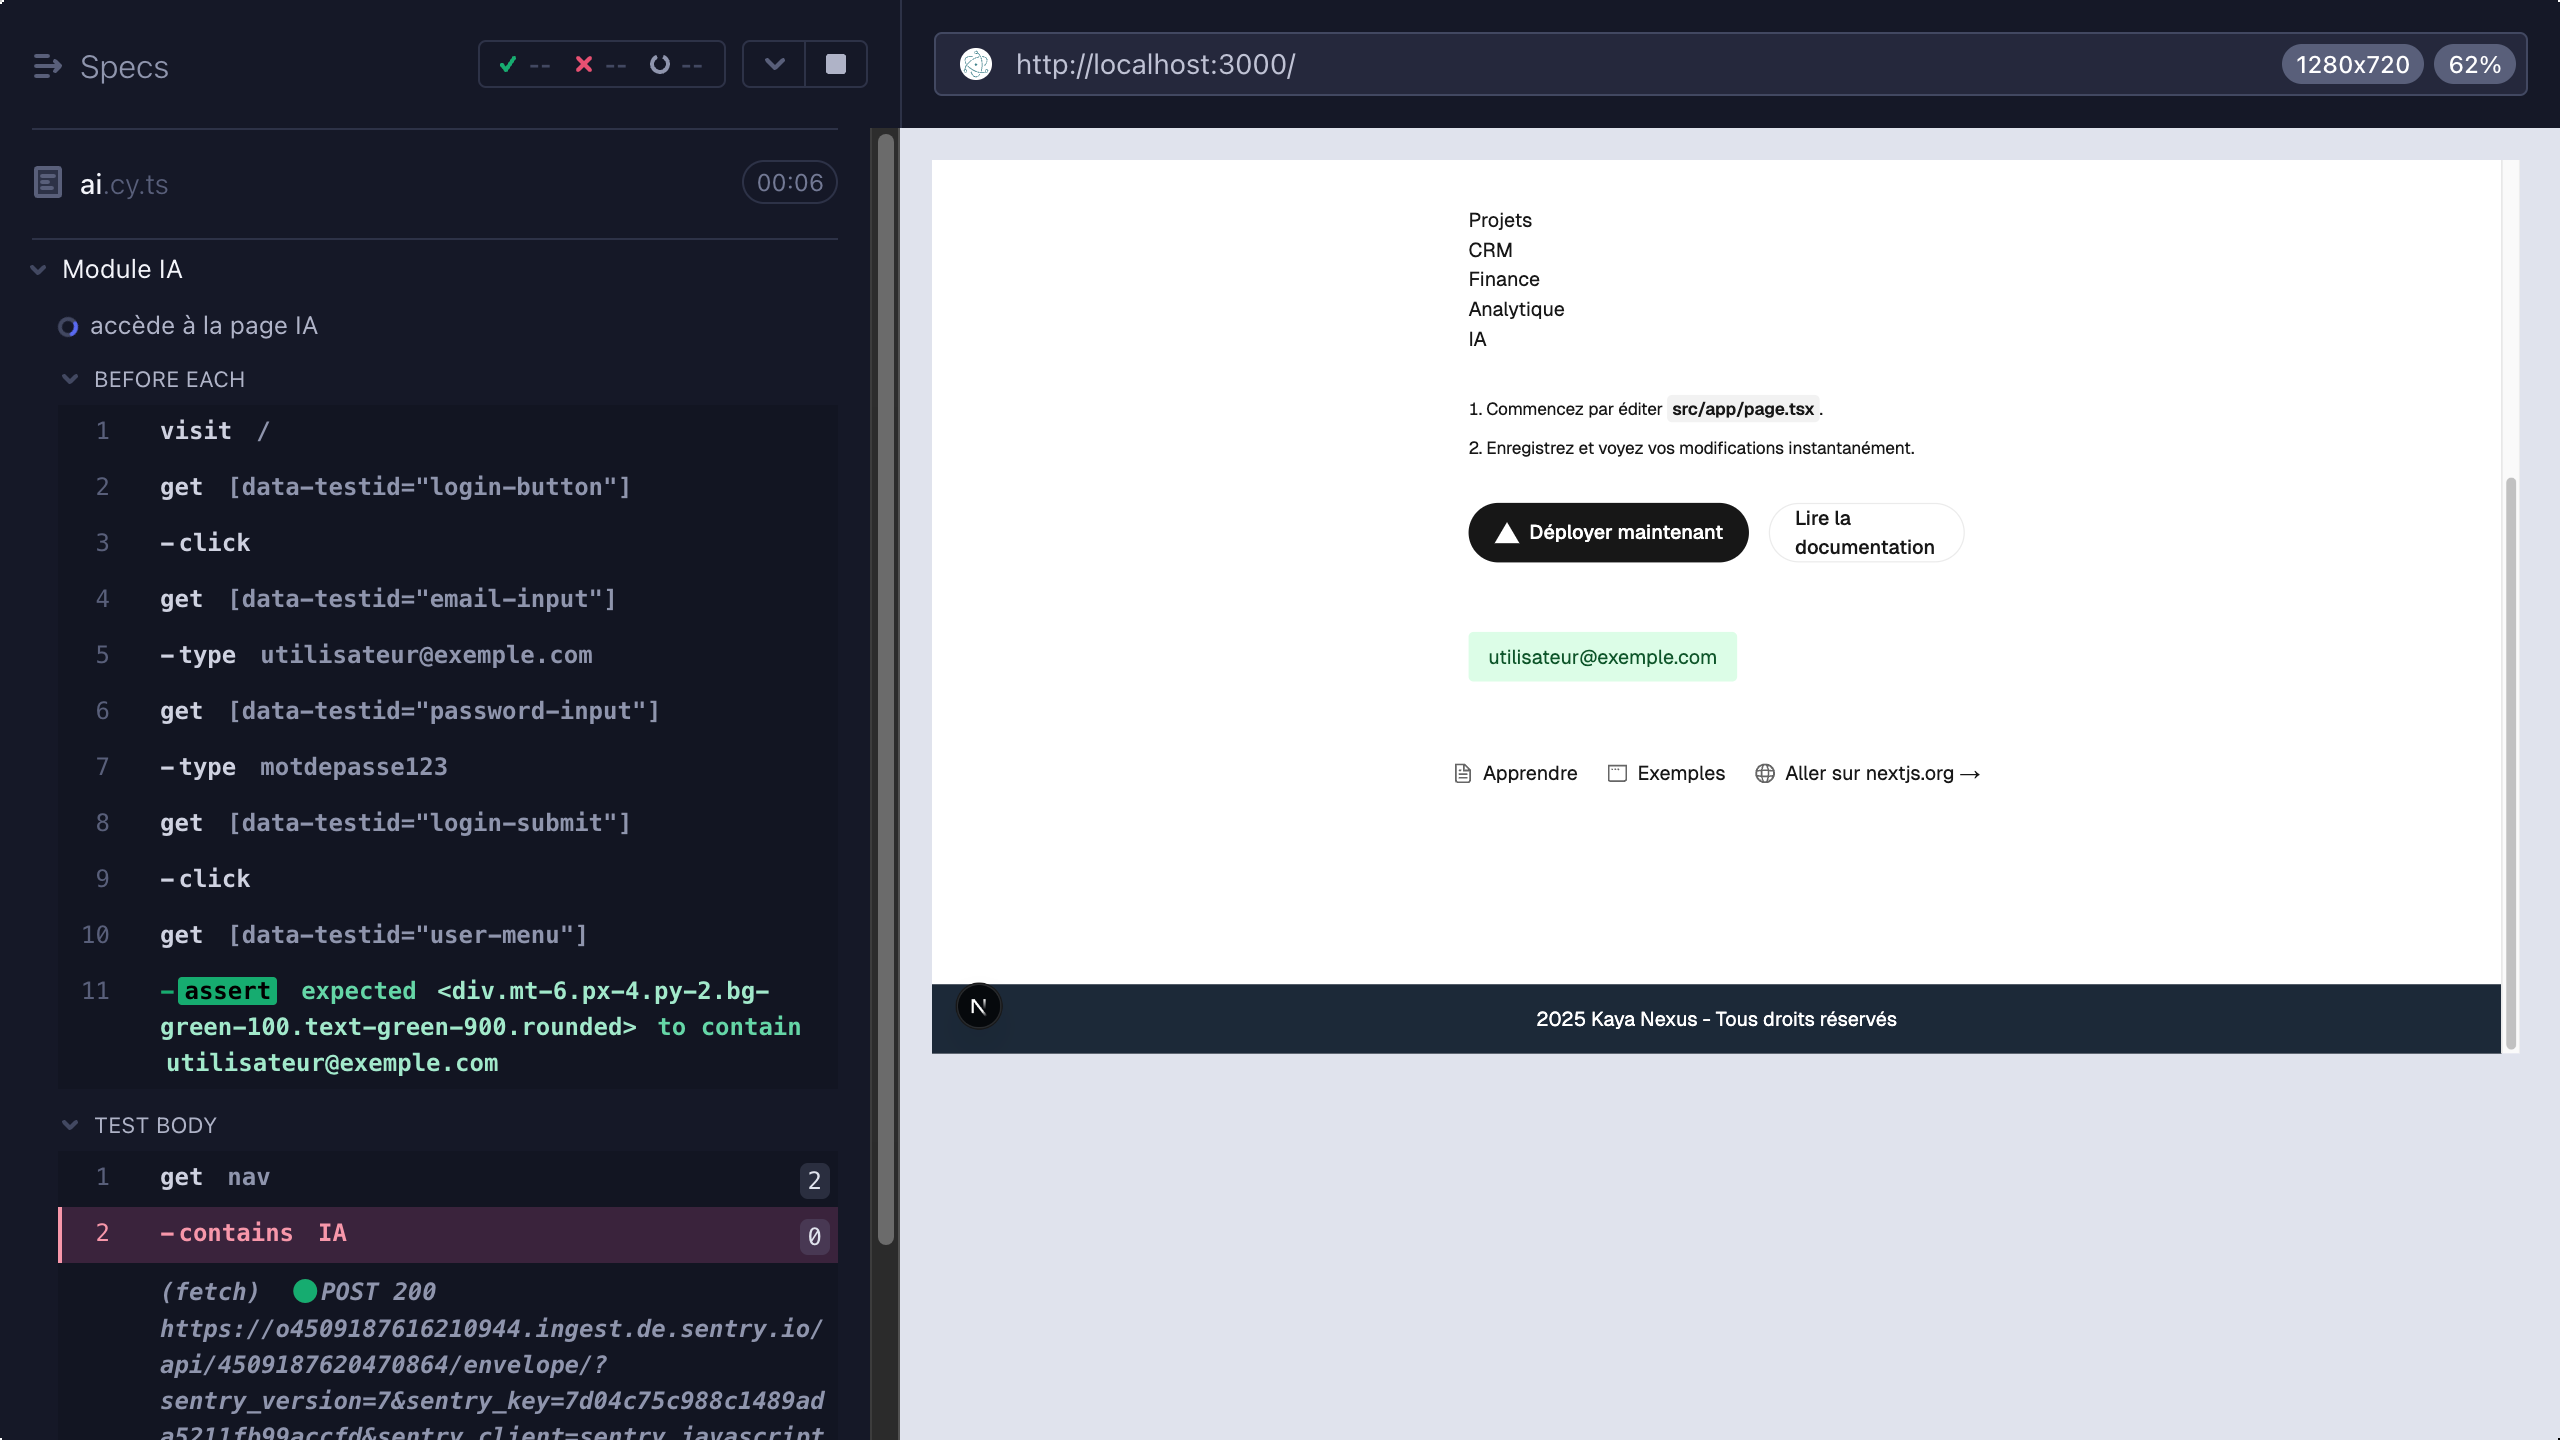 Specs
-- -- --
ai.cy.ts
00:06
Module IA
accède à la page IA
BEFORE EACH
1 visit /
2 get [data-testid="login-button"]
3 -click
4 get [data-testid="email-input"]
5 -type utilisateur@exemple.com
6 get [data-testid="password-input"]
7 -type motdepasse123
8 get [data-testid="login-submit"]
9 -click
10 get [data-testid="user-menu"]
11 -assert expected <div.mt-6.px-4.py-2.bg-
green-100.text-green-900.rounded> to contain
utilisateur@exemple.com
TEST BODY
1 get nav 2
2 -contains IA 0
(fetch) POST 200
https://o4509187616210944.ingest.de.sentry.io/
api/4509187620470864/envelope/?
sentry_version=7&sentry_key=7d04c75c988c1489ad
a5211fb99accfd&sentry_client=sentry.javascript
http://localhost:3000/
1280x720
62%
Projets
CRM
Finance
Analytique
IA
1. Commencez par éditer src/app/page.tsx .
2. Enregistrez et voyez vos modifications instantanément.
Déployer maintenant
Lire la
documentation
utilisateur@exemple.com
Apprendre
Exemples
Aller sur nextjs.org →
N
2025 Kaya Nexus - Tous droits réservés